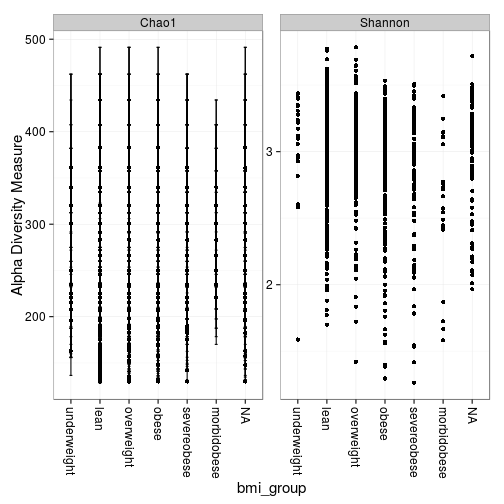 Chao1
Shannon
500
400
300
200
3
2
Alpha Diversity Measure
underweight
lean
overweight
obese
severeobese
morbidobese
NA
underweight
lean
overweight
obese
severeobese
morbidobese
NA
bmi_group